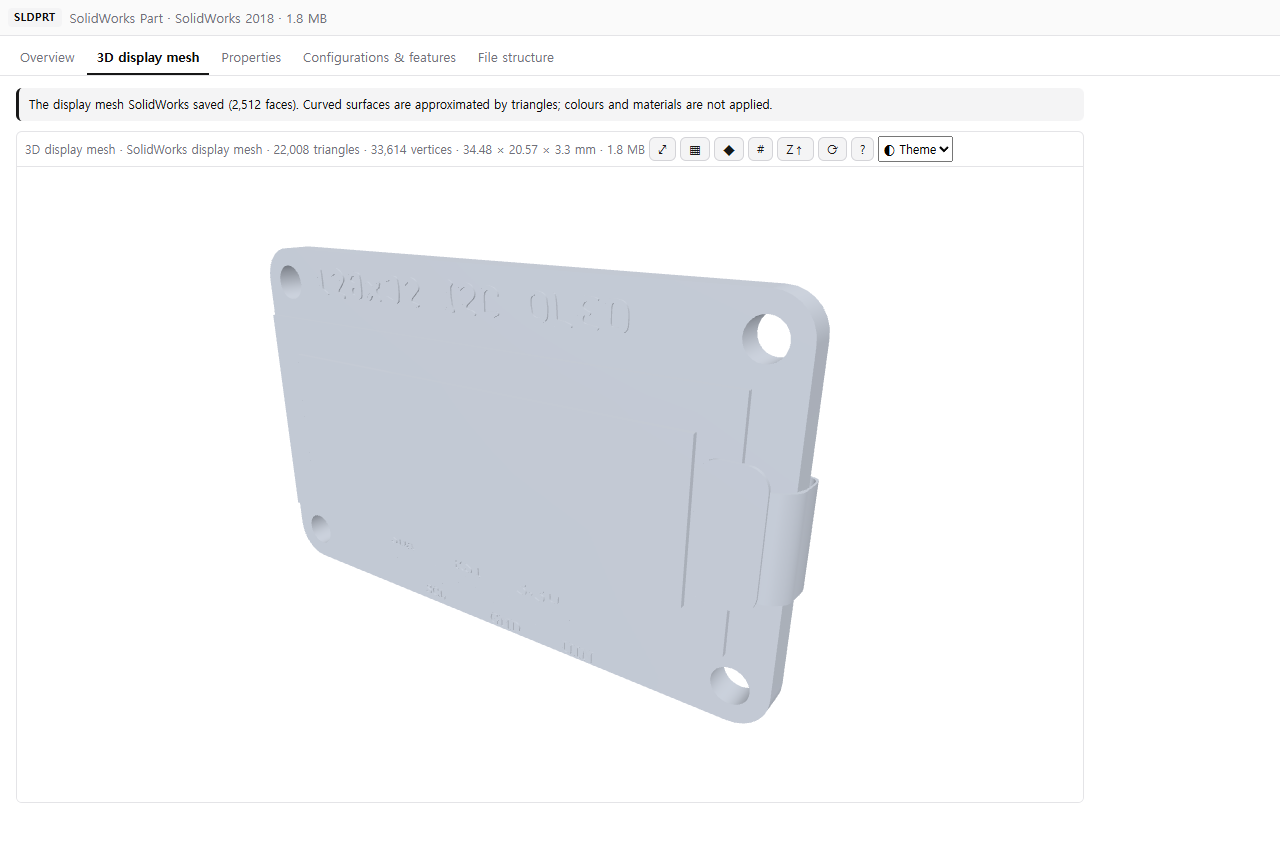 SLDPRT SolidWorks Part · SolidWorks 2018 · 1.8 MB
Overview 3D display mesh Properties Configurations & features File structure
The display mesh SolidWorks saved (2,512 faces). Curved surfaces are approximated by triangles; colours and materials are not applied.
3D display mesh · SolidWorks display mesh · 22,008 triangles · 33,614 vertices · 34.48 × 20.57 × 3.3 mm · 1.8 MB # Z↑ ? Theme
128x32 I2C OLED